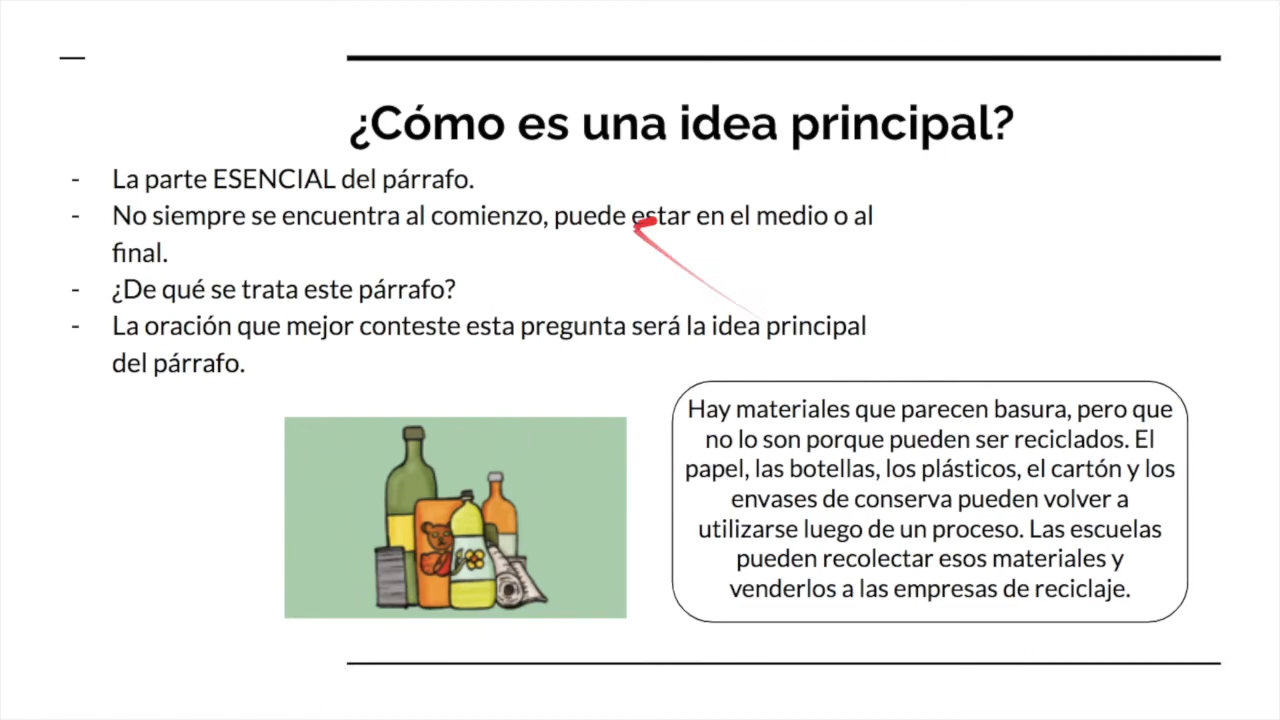 ¿Cómo es una idea principal?
- La parte ESENCIAL del párrafo.
- No siempre se encuentra al comienzo, puede estar en el medio o al
final.
- ¿De qué se trata este párrafo?
- La oración que mejor conteste esta pregunta será la idea principal
del párrafo.
Hay materiales que parecen basura, pero que
no lo son porque pueden ser reciclados. El
papel, las botellas, los plásticos, el cartón y los
envases de conserva pueden volver a
utilizarse luego de un proceso. Las escuelas
pueden recolectar esos materiales y
venderlos a las empresas de reciclaje.